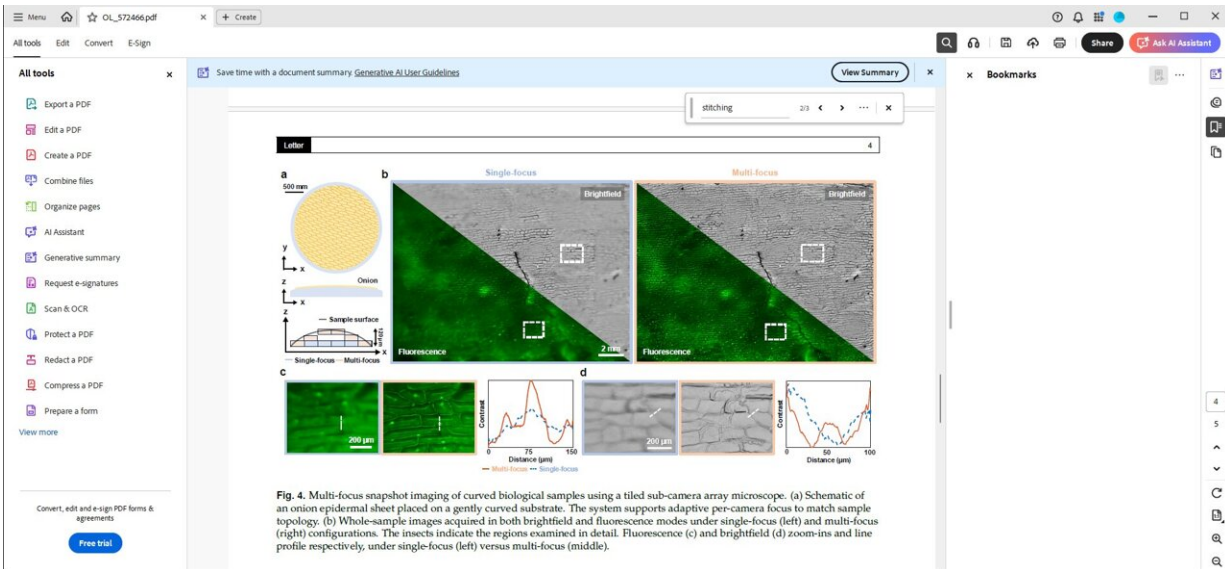 Menu
OL_572466.pdf
+ Create
All tools Edit Convert E-Sign
Share
Ask AI Assistant
All tools
Export a PDF
Edit a PDF
Create a PDF
Combine files
Organize pages
AI Assistant
Generative summary
Request e-signatures
Scan & OCR
Protect a PDF
Redact a PDF
Compress a PDF
Prepare a form
View more
Convert, edit and e-sign PDF forms &
agreements
Free trial
Save time with a document summary. Generative AI User Guidelines
View Summary
stitching 2/3
Letter 4
a
500 mm
y
x
z
x
Onion
z
Sample surface
120μm
x
Single-focus Multi-focus
b
Single-focus
Brightfield
Fluorescence
2 mm
Multi-focus
Brightfield
Fluorescence
c
200 μm
Contrast
0 75 150
Distance (μm)
Multi-focus Single-focus
d
200 μm
Contrast
0 50 100
Distance (μm)
Fig. 4. Multi-focus snapshot imaging of curved biological samples using a tiled sub-camera array microscope. (a) Schematic of
an onion epidermal sheet placed on a gently curved substrate. The system supports adaptive per-camera focus to match sample
topology. (b) Whole-sample images acquired in both brightfield and fluorescence modes under single-focus (left) and multi-focus
(right) configurations. The insects indicate the regions examined in detail. Fluorescence (c) and brightfield (d) zoom-ins and line
profile respectively, under single-focus (left) versus multi-focus (middle).
Bookmarks
4
5